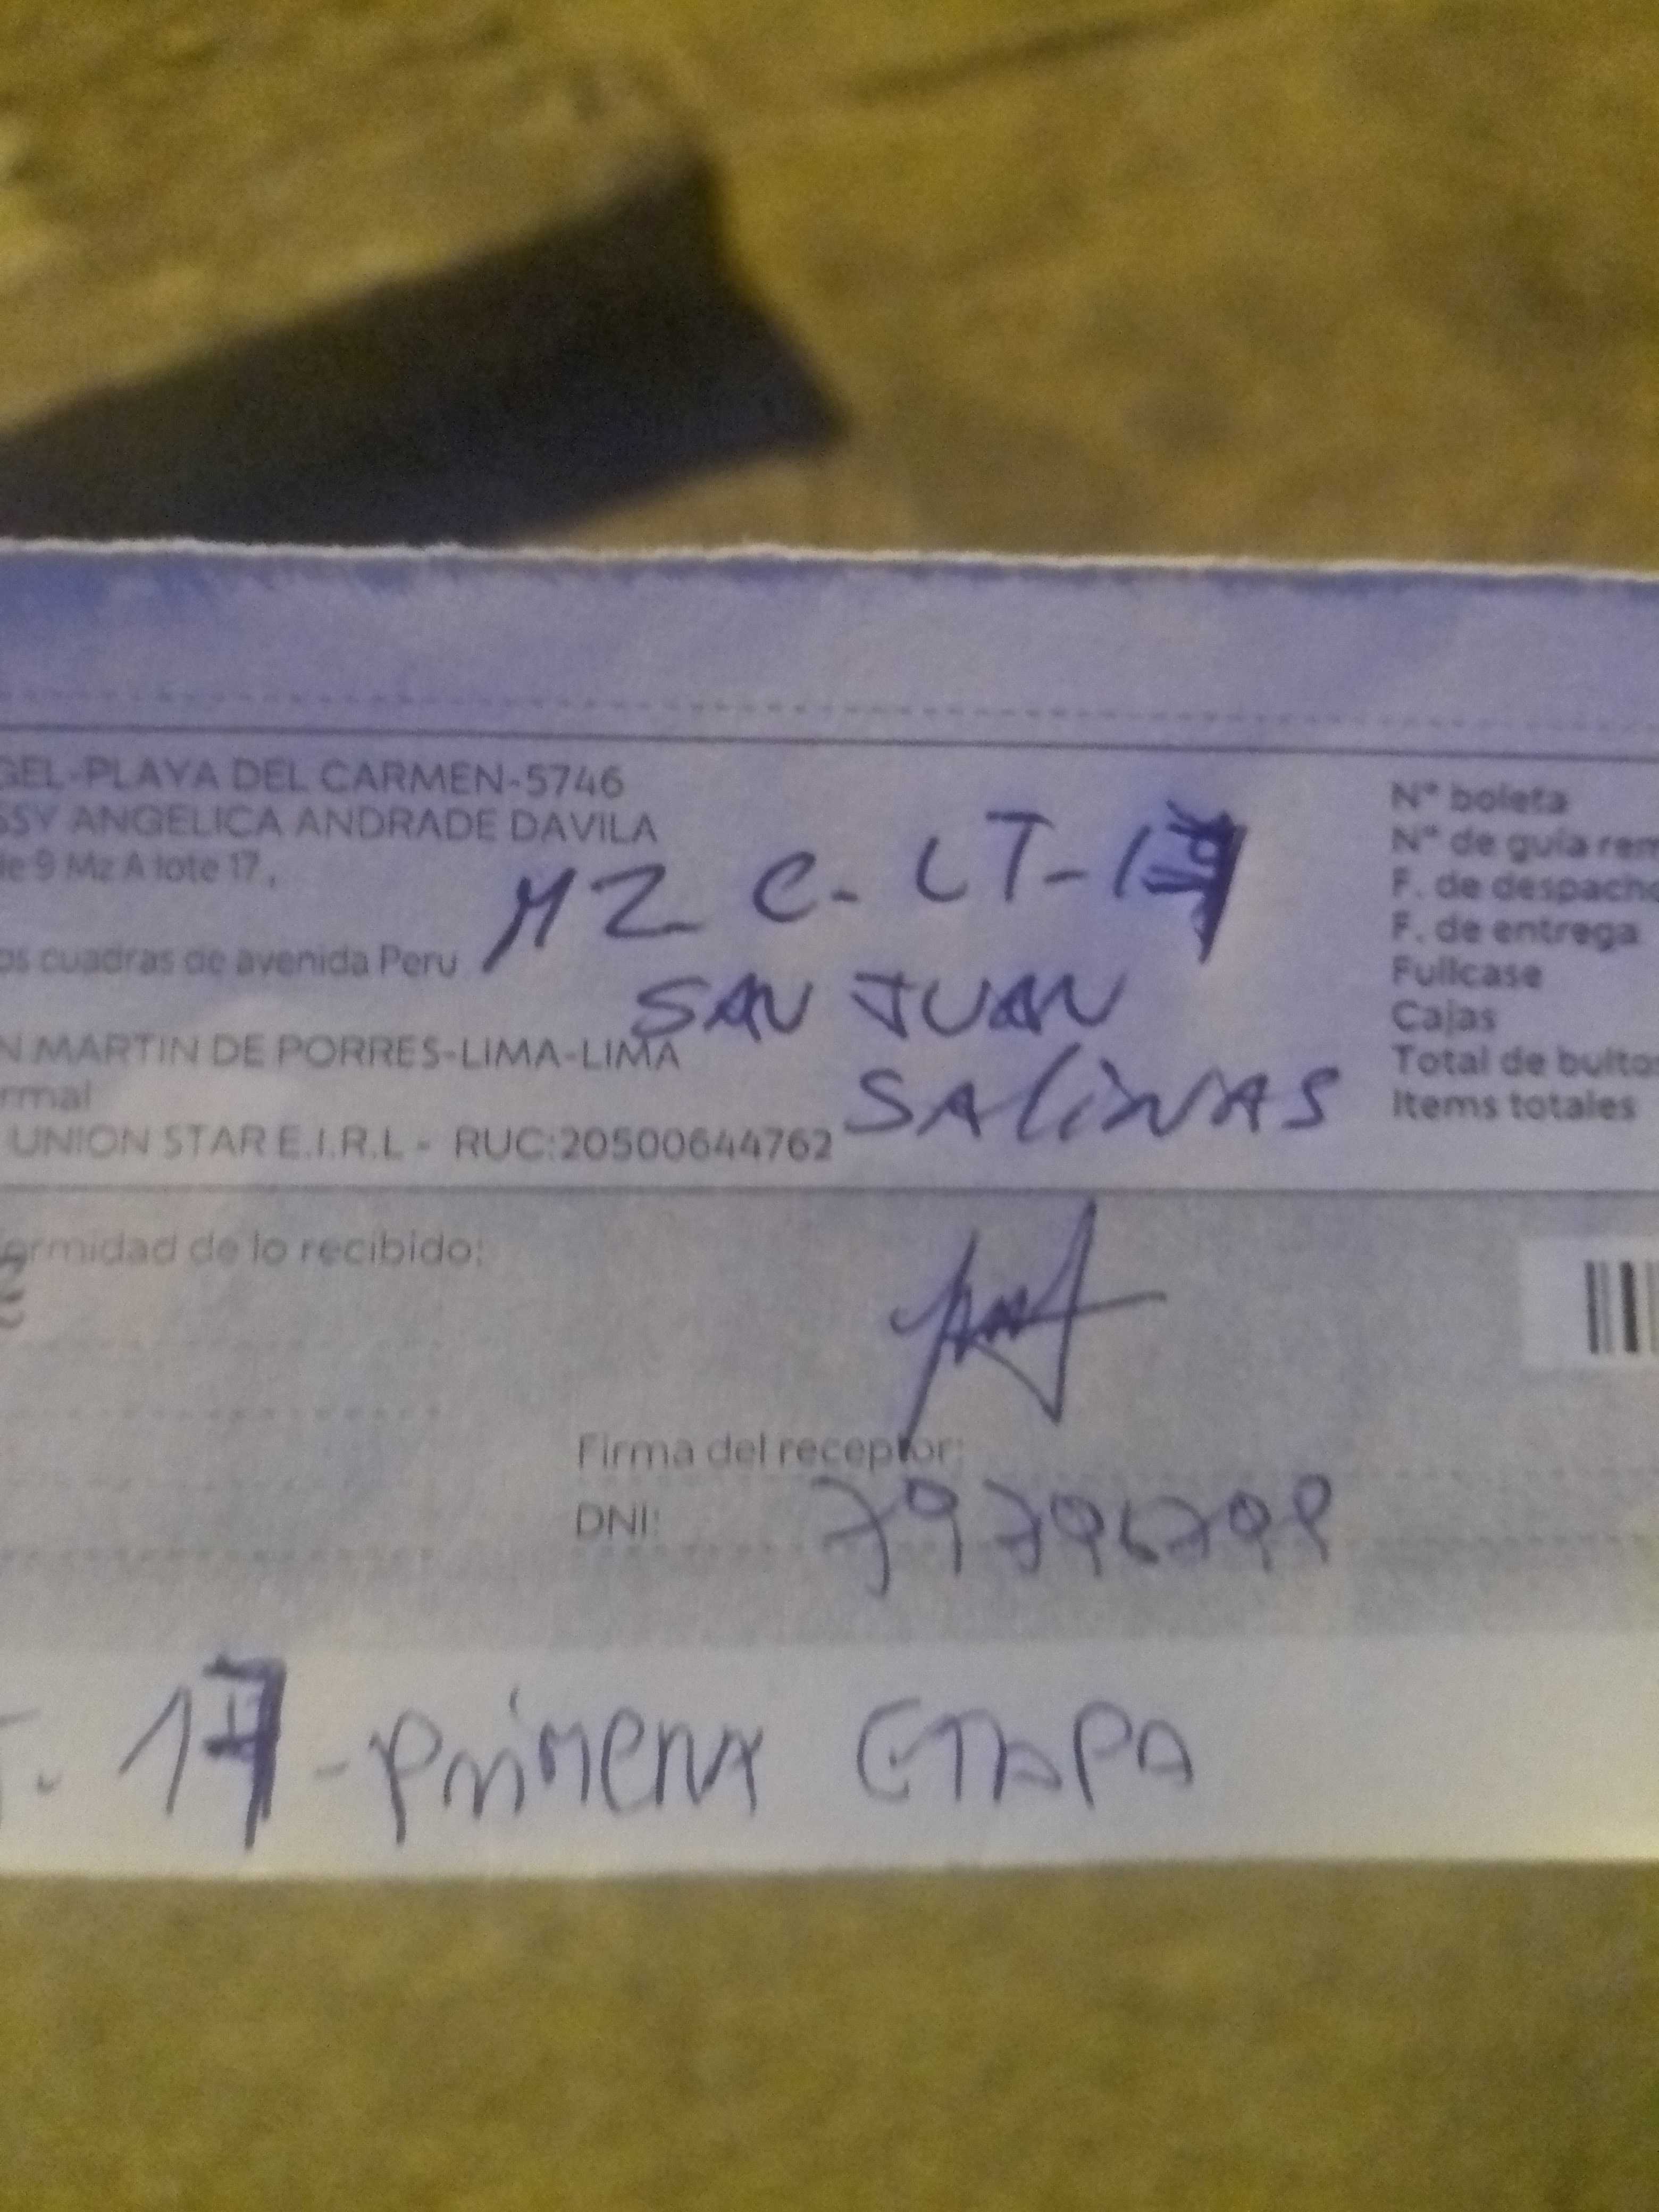 GEL-PLAYA DEL CARMEN-5746
SSY ANGELICA ANDRADE DAVILA
le 9 Mz A lote 17,
MZ C- LT-17
os cuadras de avenida Peru
SAN JUAN
N MARTIN DE PORRES-LIMA-LIMA
SALINAS
rmal
UNION STAR E.I.R.L - RUC:20500644762
N° boleta
N° de guia rem
F. de despacho
F. de entrega
Fullcase
Cajas
Total de bultos
Items totales
ormidad de lo recibido:
Firma del receptor:
DNI:
17-PRIMERA ETAPA